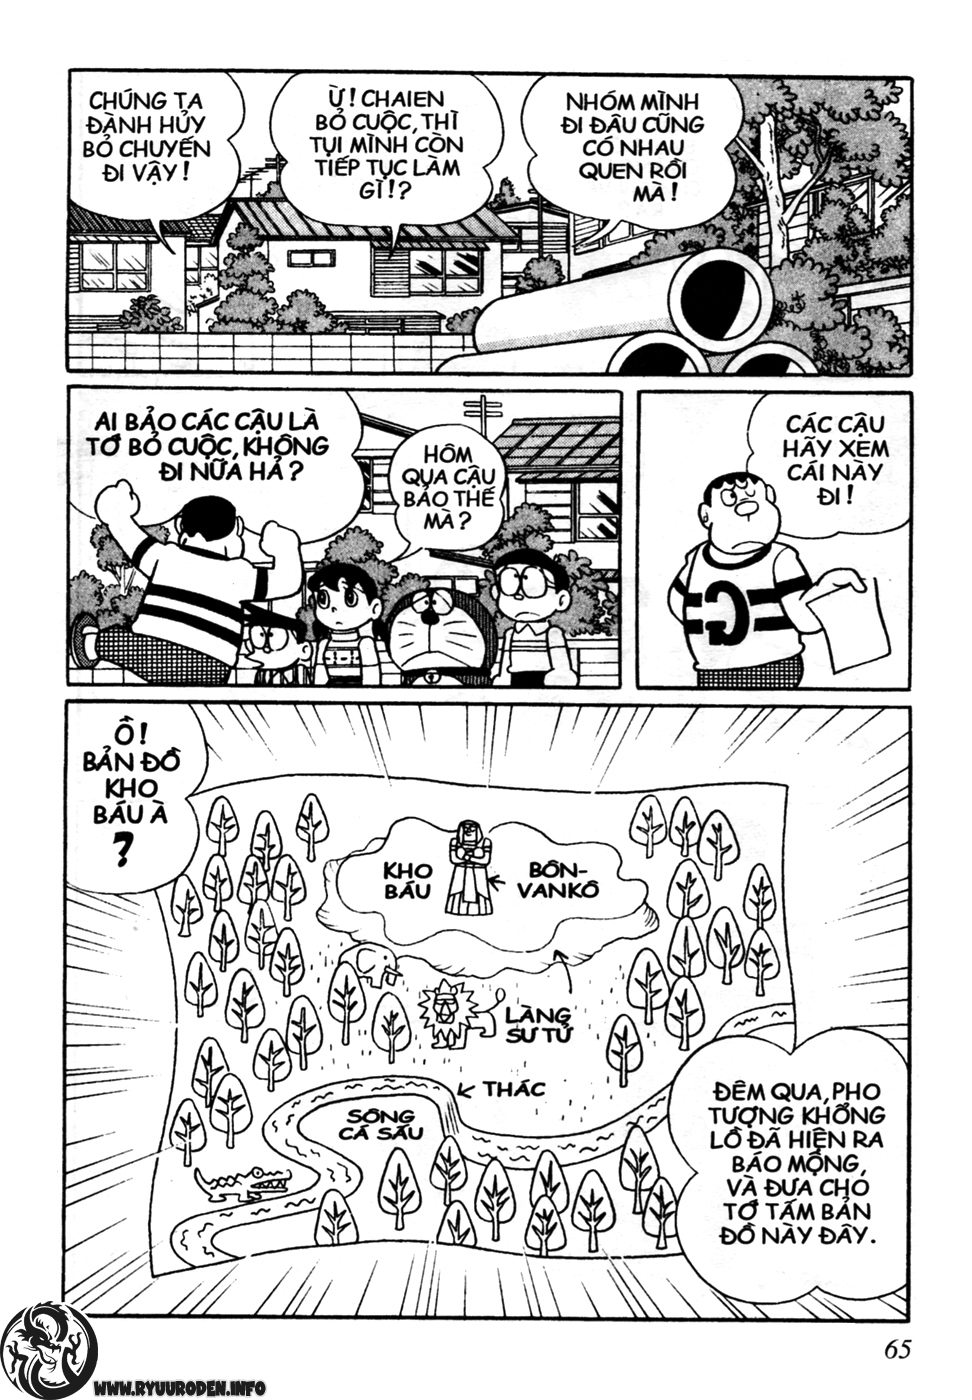 CHÚNG TA
ĐÀNH HỦY
BỎ CHUYẾN
ĐI VẬY!
Ừ! CHAIEN
BỎ CUỘC, THÌ
TỤI MÌNH CÒN
TIẾP TỤC LÀM
GÌ!?
NHÓM MÌNH
ĐI ĐÂU CŨNG
CÓ NHAU
QUEN RỒI
MÀ!
AI BẢO CÁC CẬU LÀ
TỚ BỎ CUỘC, KHÔNG
ĐI NỮA HẢ?
HÔM
QUA CẬU
BẢO THẾ
MÀ?
CÁC CẬU
HÃY XEM
CÁI NÀY
ĐI!
Ồ!
BẢN ĐỒ
KHO
BÁU À
?
KHO
BÁU
BÔN-
VANKÔ
LÀNG
SƯ TỬ
THÁC
SÔNG
CÁ SẤU
ĐÊM QUA, PHO
TƯỢNG KHỔNG
LỒ ĐÃ HIỆN RA
BÁO MỘNG,
VÀ ĐƯA CHO
TỚ TẤM BẢN
ĐỒ NÀY ĐÂY.
65
WWW.RYUURODEN.INFO